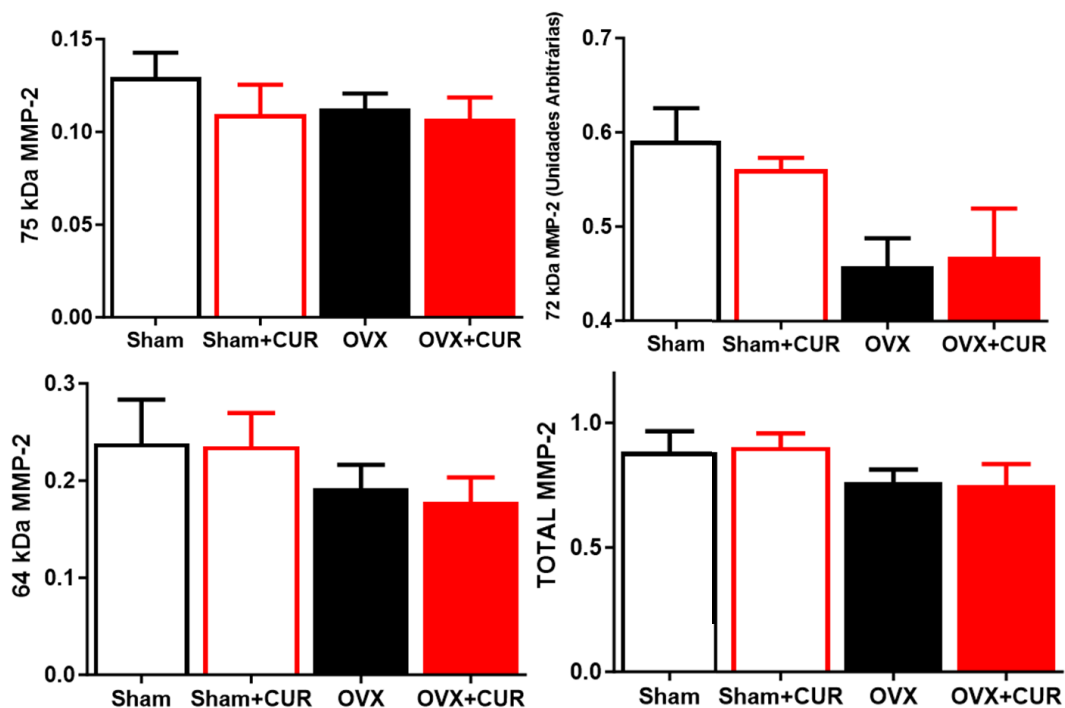 75 kDa MMP-2
0.15
0.10
0.05
0.00
Sham Sham+CUR OVX OVX+CUR
72 kDa MMP-2 (Unidades Arbitrárias)
0.7
0.6
0.5
0.4
Sham Sham+CUR OVX OVX+CUR
64 kDa MMP-2
0.3
0.2
0.1
0.0
Sham Sham+CUR OVX OVX+CUR
TOTAL MMP-2
1.0
0.5
0.0
Sham Sham+CUR OVX OVX+CUR